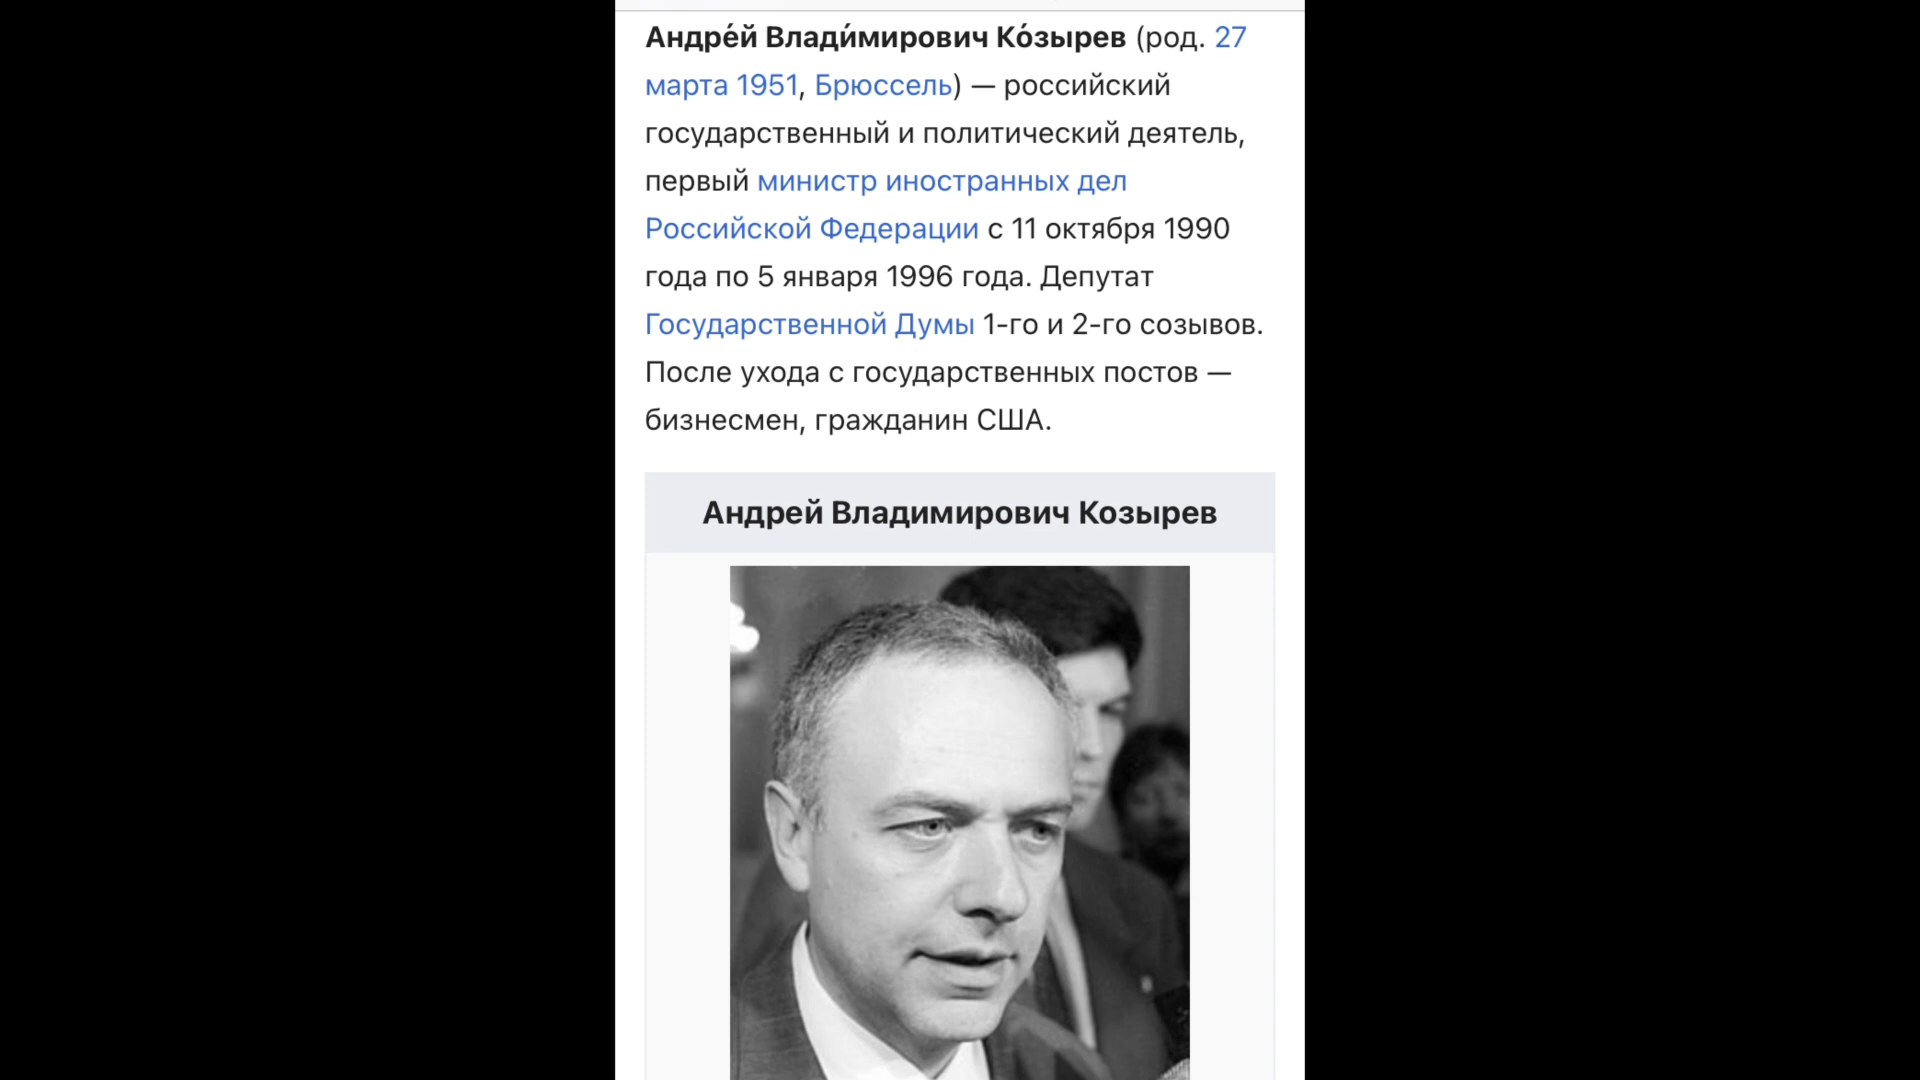 Андре́й Влади́мирович Ко́зырев (род. 27
марта 1951, Брюссель) — российский
государственный и политический деятель,
первый министр иностранных дел
Российской Федерации с 11 октября 1990
года по 5 января 1996 года. Депутат
Государственной Думы 1-го и 2-го созывов.
После ухода с государственных постов —
бизнесмен, гражданин США.
Андрей Владимирович Козырев